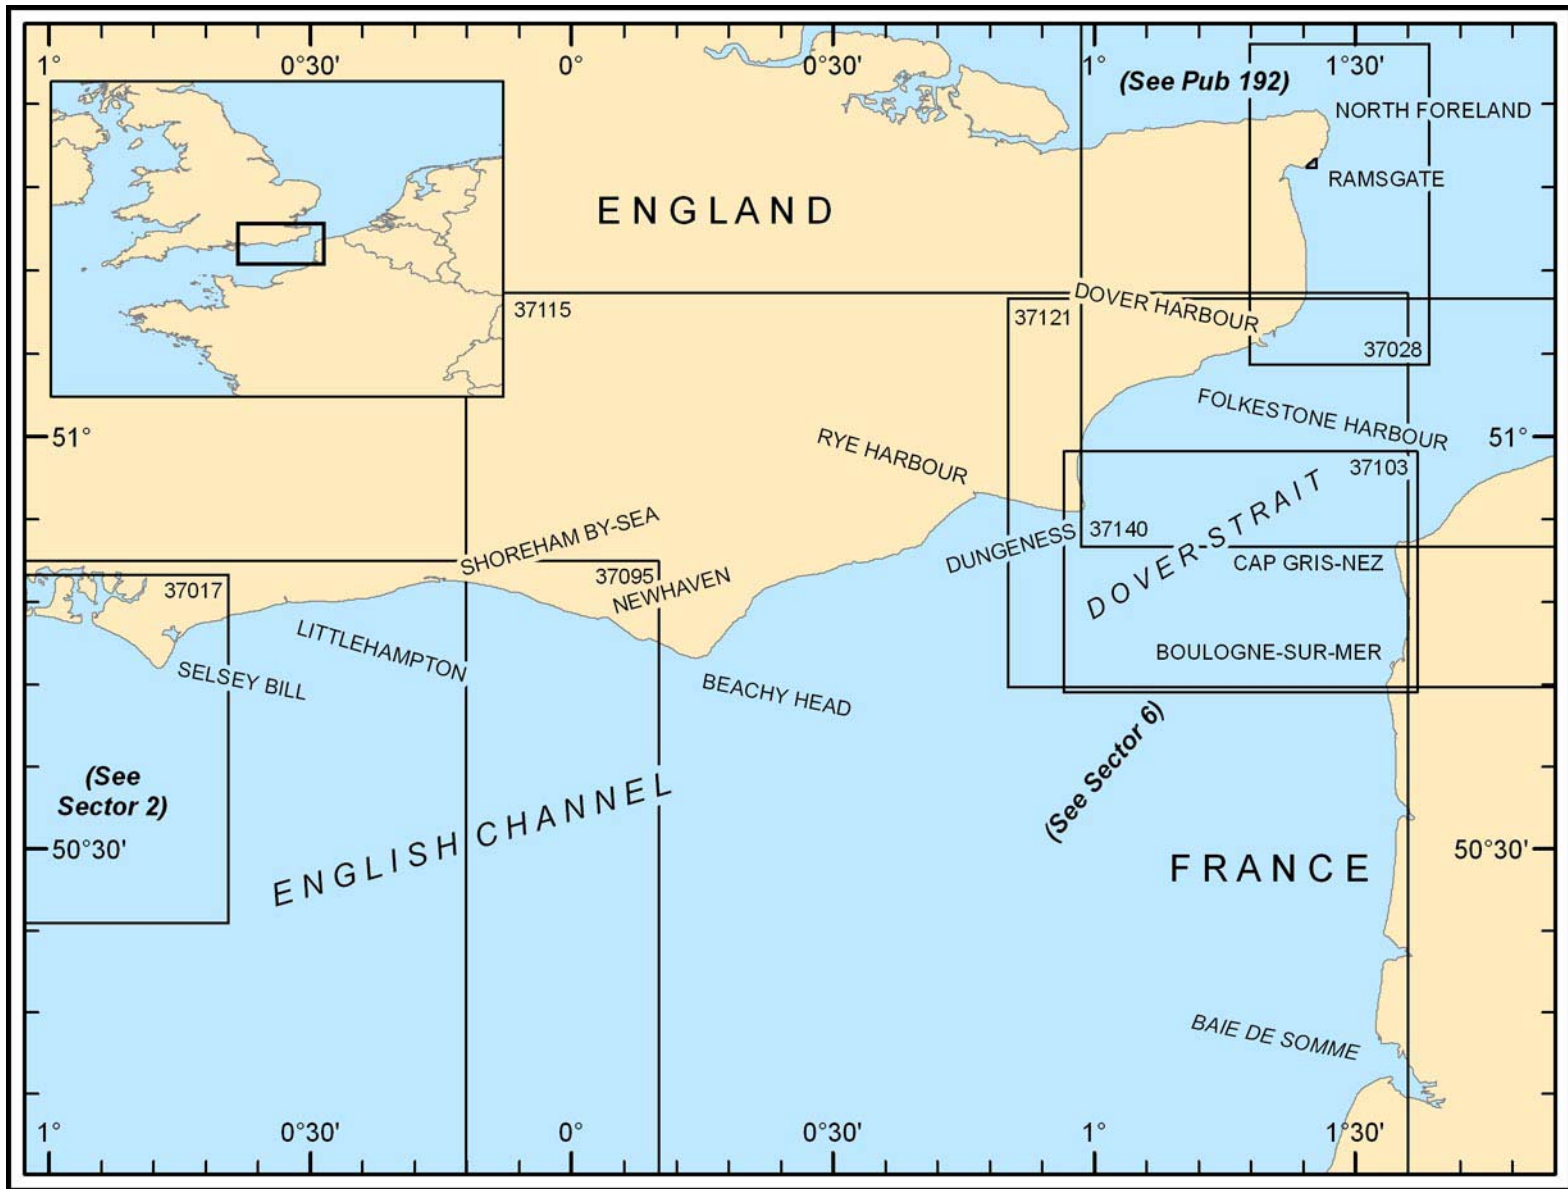 1°
0°30'
0°
0°30'
1°
1°30'
(See Pub 192)
NORTH FORELAND
RAMSGATE
ENGLAND
37115
37121
DOVER HARBOUR
37028
FOLKESTONE HARBOUR
51°
51°
RYE HARBOUR
37103
DOVER STRAIT
SHOREHAM BY-SEA
DUNGENESS
37140
CAP GRIS-NEZ
37017
37095
NEWHAVEN
LITTLEHAMPTON
BOULOGNE-SUR-MER
SELSEY BILL
BEACHY HEAD
(See
Sector 2)
(See Sector 6)
ENGLISH CHANNEL
50°30'
50°30'
FRANCE
BAIE DE SOMME
1°
0°30'
0°
0°30'
1°
1°30'